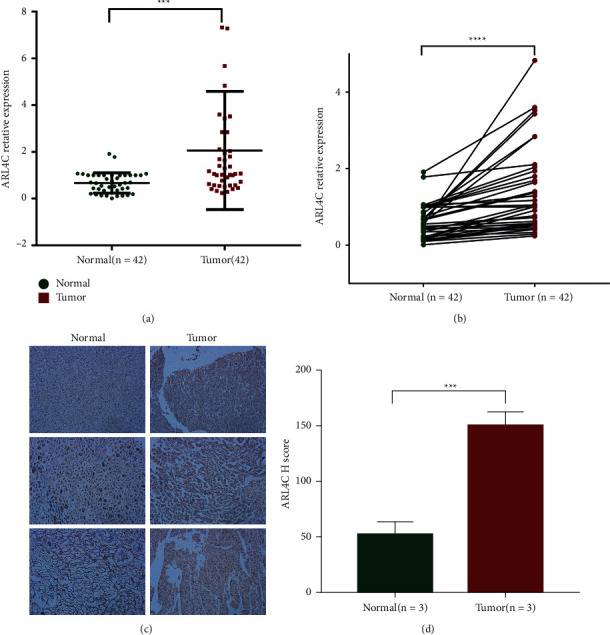 ***
8
6
4
2
0
–2
ARL4C retative expression
Normal(n = 42)
Tumor(42)
Normal
Tumor
(a)
****
4
2
0
ARL4C retative expression
Normal (n = 42)
Tumor (n = 42)
(b)
Normal
Tumor
(c)
***
200
150
100
50
0
ARL4C H score
Normal(n = 3)
Tumor(n = 3)
(d)